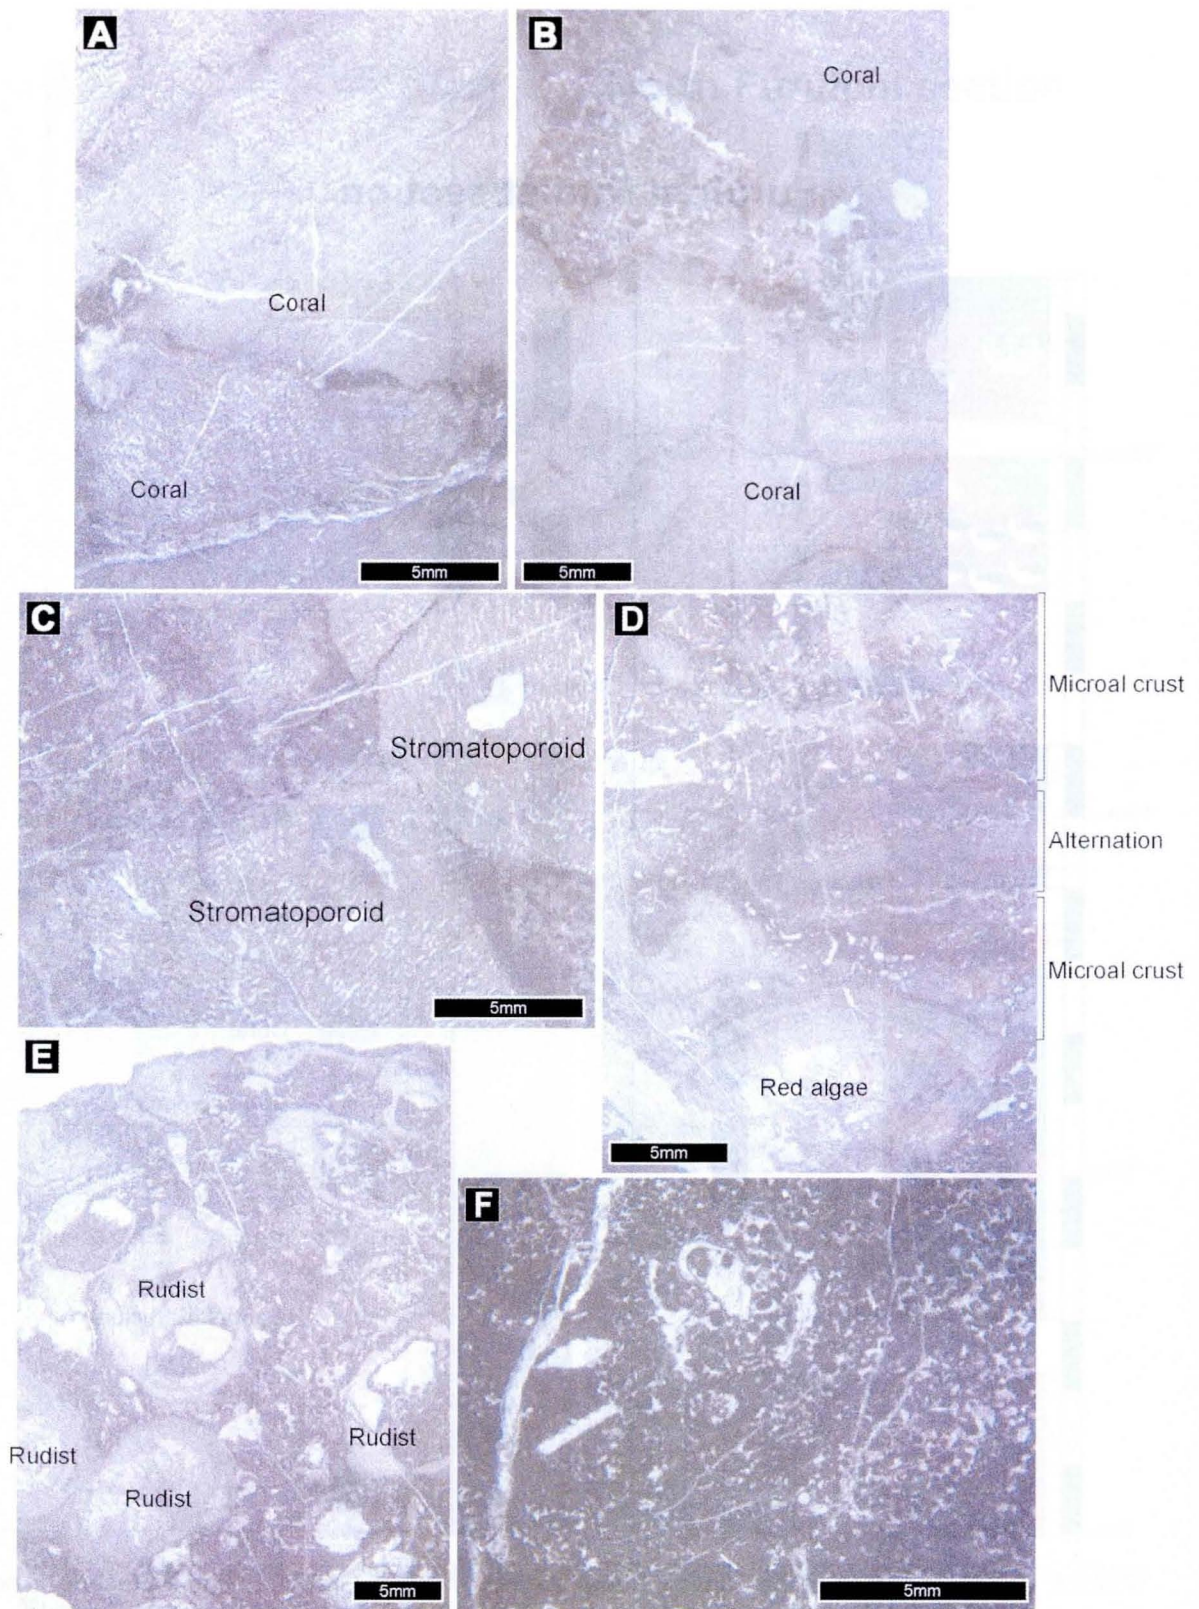 A
B
Coral
Coral
Coral
Coral
5mm
5mm
C
D
Stromatoporoid
Stromatoporoid
5mm
Microal crust
Alternation
Microal crust
Red algae
5mm
E
F
Rudist
Rudist
Rudist
Rudist
5mm
5mm